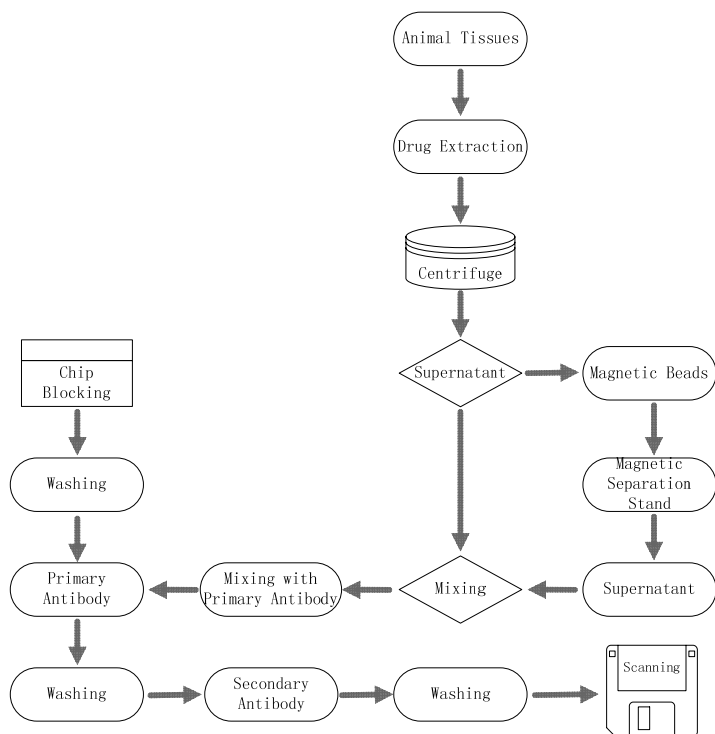 Animal Tissues
Drug Extraction
Centrifuge
Supernatant
Magnetic Beads
Chip
Blocking
Washing
Magnetic
Separation
Stand
Primary
Antibody
Mixing with
Primary Antibody
Mixing
Supernatant
Washing
Secondary
Antibody
Washing
Scanning